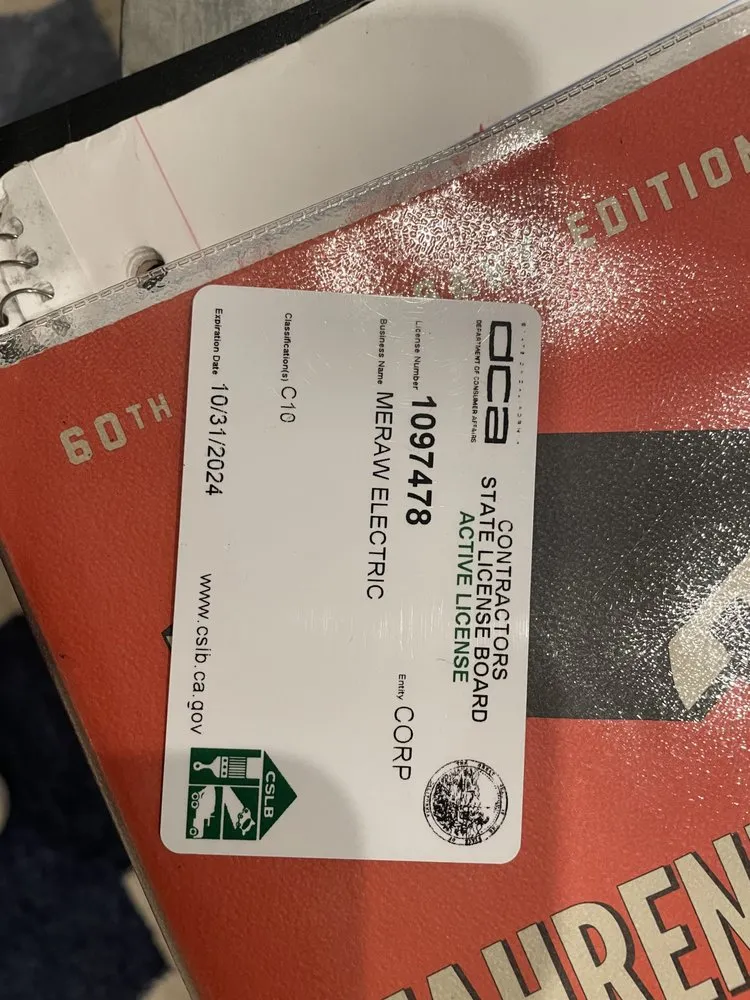 60TH
EDITION
dca
DEPARTMENT OF CONSUMER AFFAIRS
CONTRACTORS
STATE LICENSE BOARD
ACTIVE LICENSE
License Number 1097478
Entity CORP
Business Name MERAW ELECTRIC
Classification(s) C10
Expiration Date 10/31/2024
www.cslb.ca.gov
CSLB